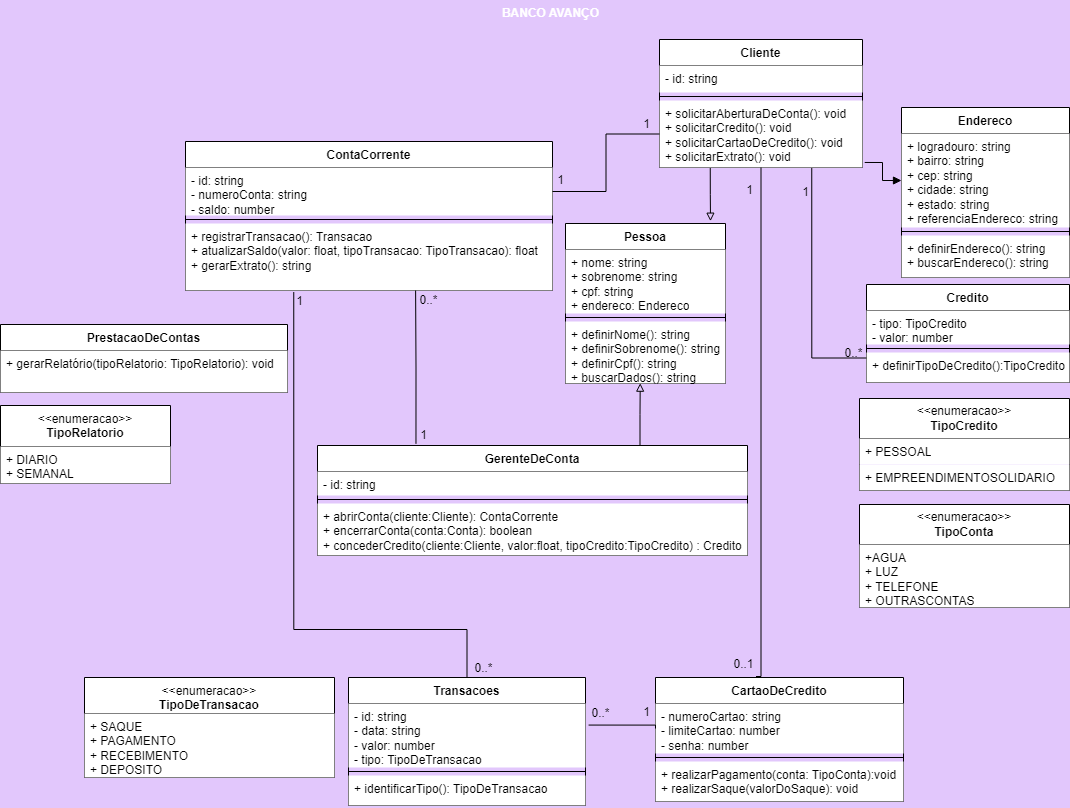 BANCO AVANÇO
Cliente
- id: string
+ solicitarAberturaDeConta(): void
+ solicitarCredito(): void
+ solicitarCartaoDeCredito(): void
+ solicitarExtrato(): void
1
1
1
1
Endereco
+ logradouro: string
+ bairro: string
+ cep: string
+ cidade: string
+ estado: string
+ referenciaEndereco: string
+ definirEndereco(): string
+ buscarEndereco(): string
ContaCorrente
- id: string
- numeroConta: string
- saldo: number
+ registrarTransacao(): Transacao
+ atualizarSaldo(valor: float, tipoTransacao: TipoTransacao): float
+ gerarExtrato(): string
1
0..*
Pessoa
+ nome: string
+ sobrenome: string
+ cpf: string
+ endereco: Endereco
+ definirNome(): string
+ definirSobrenome(): string
+ definirCpf(): string
+ buscarDados(): string
Credito
- tipo: TipoCredito
- valor: number
+ definirTipoDeCredito():TipoCredito
0..*
PrestacaoDeContas
+ gerarRelatório(tipoRelatorio: TipoRelatorio): void
<<enumeracao>>
TipoRelatorio
+ DIARIO
+ SEMANAL
1
GerenteDeConta
- id: string
+ abrirConta(cliente:Cliente): ContaCorrente
+ encerrarConta(conta:Conta): boolean
+ concederCredito(cliente:Cliente, valor:float, tipoCredito:TipoCredito) : Credito
<<enumeracao>>
TipoCredito
+ PESSOAL
+ EMPREENDIMENTOSOLIDARIO
<<enumeracao>>
TipoConta
+AGUA
+ LUZ
+ TELEFONE
+ OUTRASCONTAS
0..*
0..1
<<enumeracao>>
TipoDeTransacao
+ SAQUE
+ PAGAMENTO
+ RECEBIMENTO
+ DEPOSITO
Transacoes
- id: string
- data: string
- valor: number
- tipo: TipoDeTransacao
+ identificarTipo(): TipoDeTransacao
0..*
1
CartaoDeCredito
- numeroCartao: string
- limiteCartao: number
- senha: number
+ realizarPagamento(conta: TipoConta):void
+ realizarSaque(valorDoSaque): void